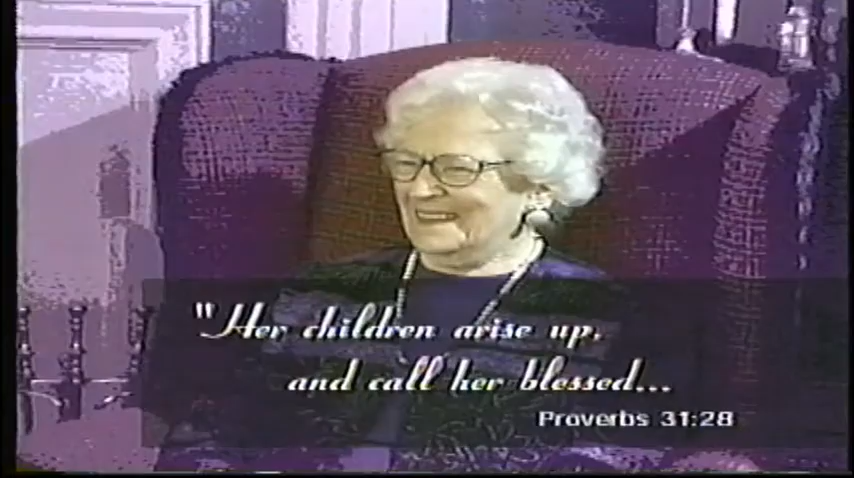 "Her children arise up,
and call her blessed...
Proverbs 31:28